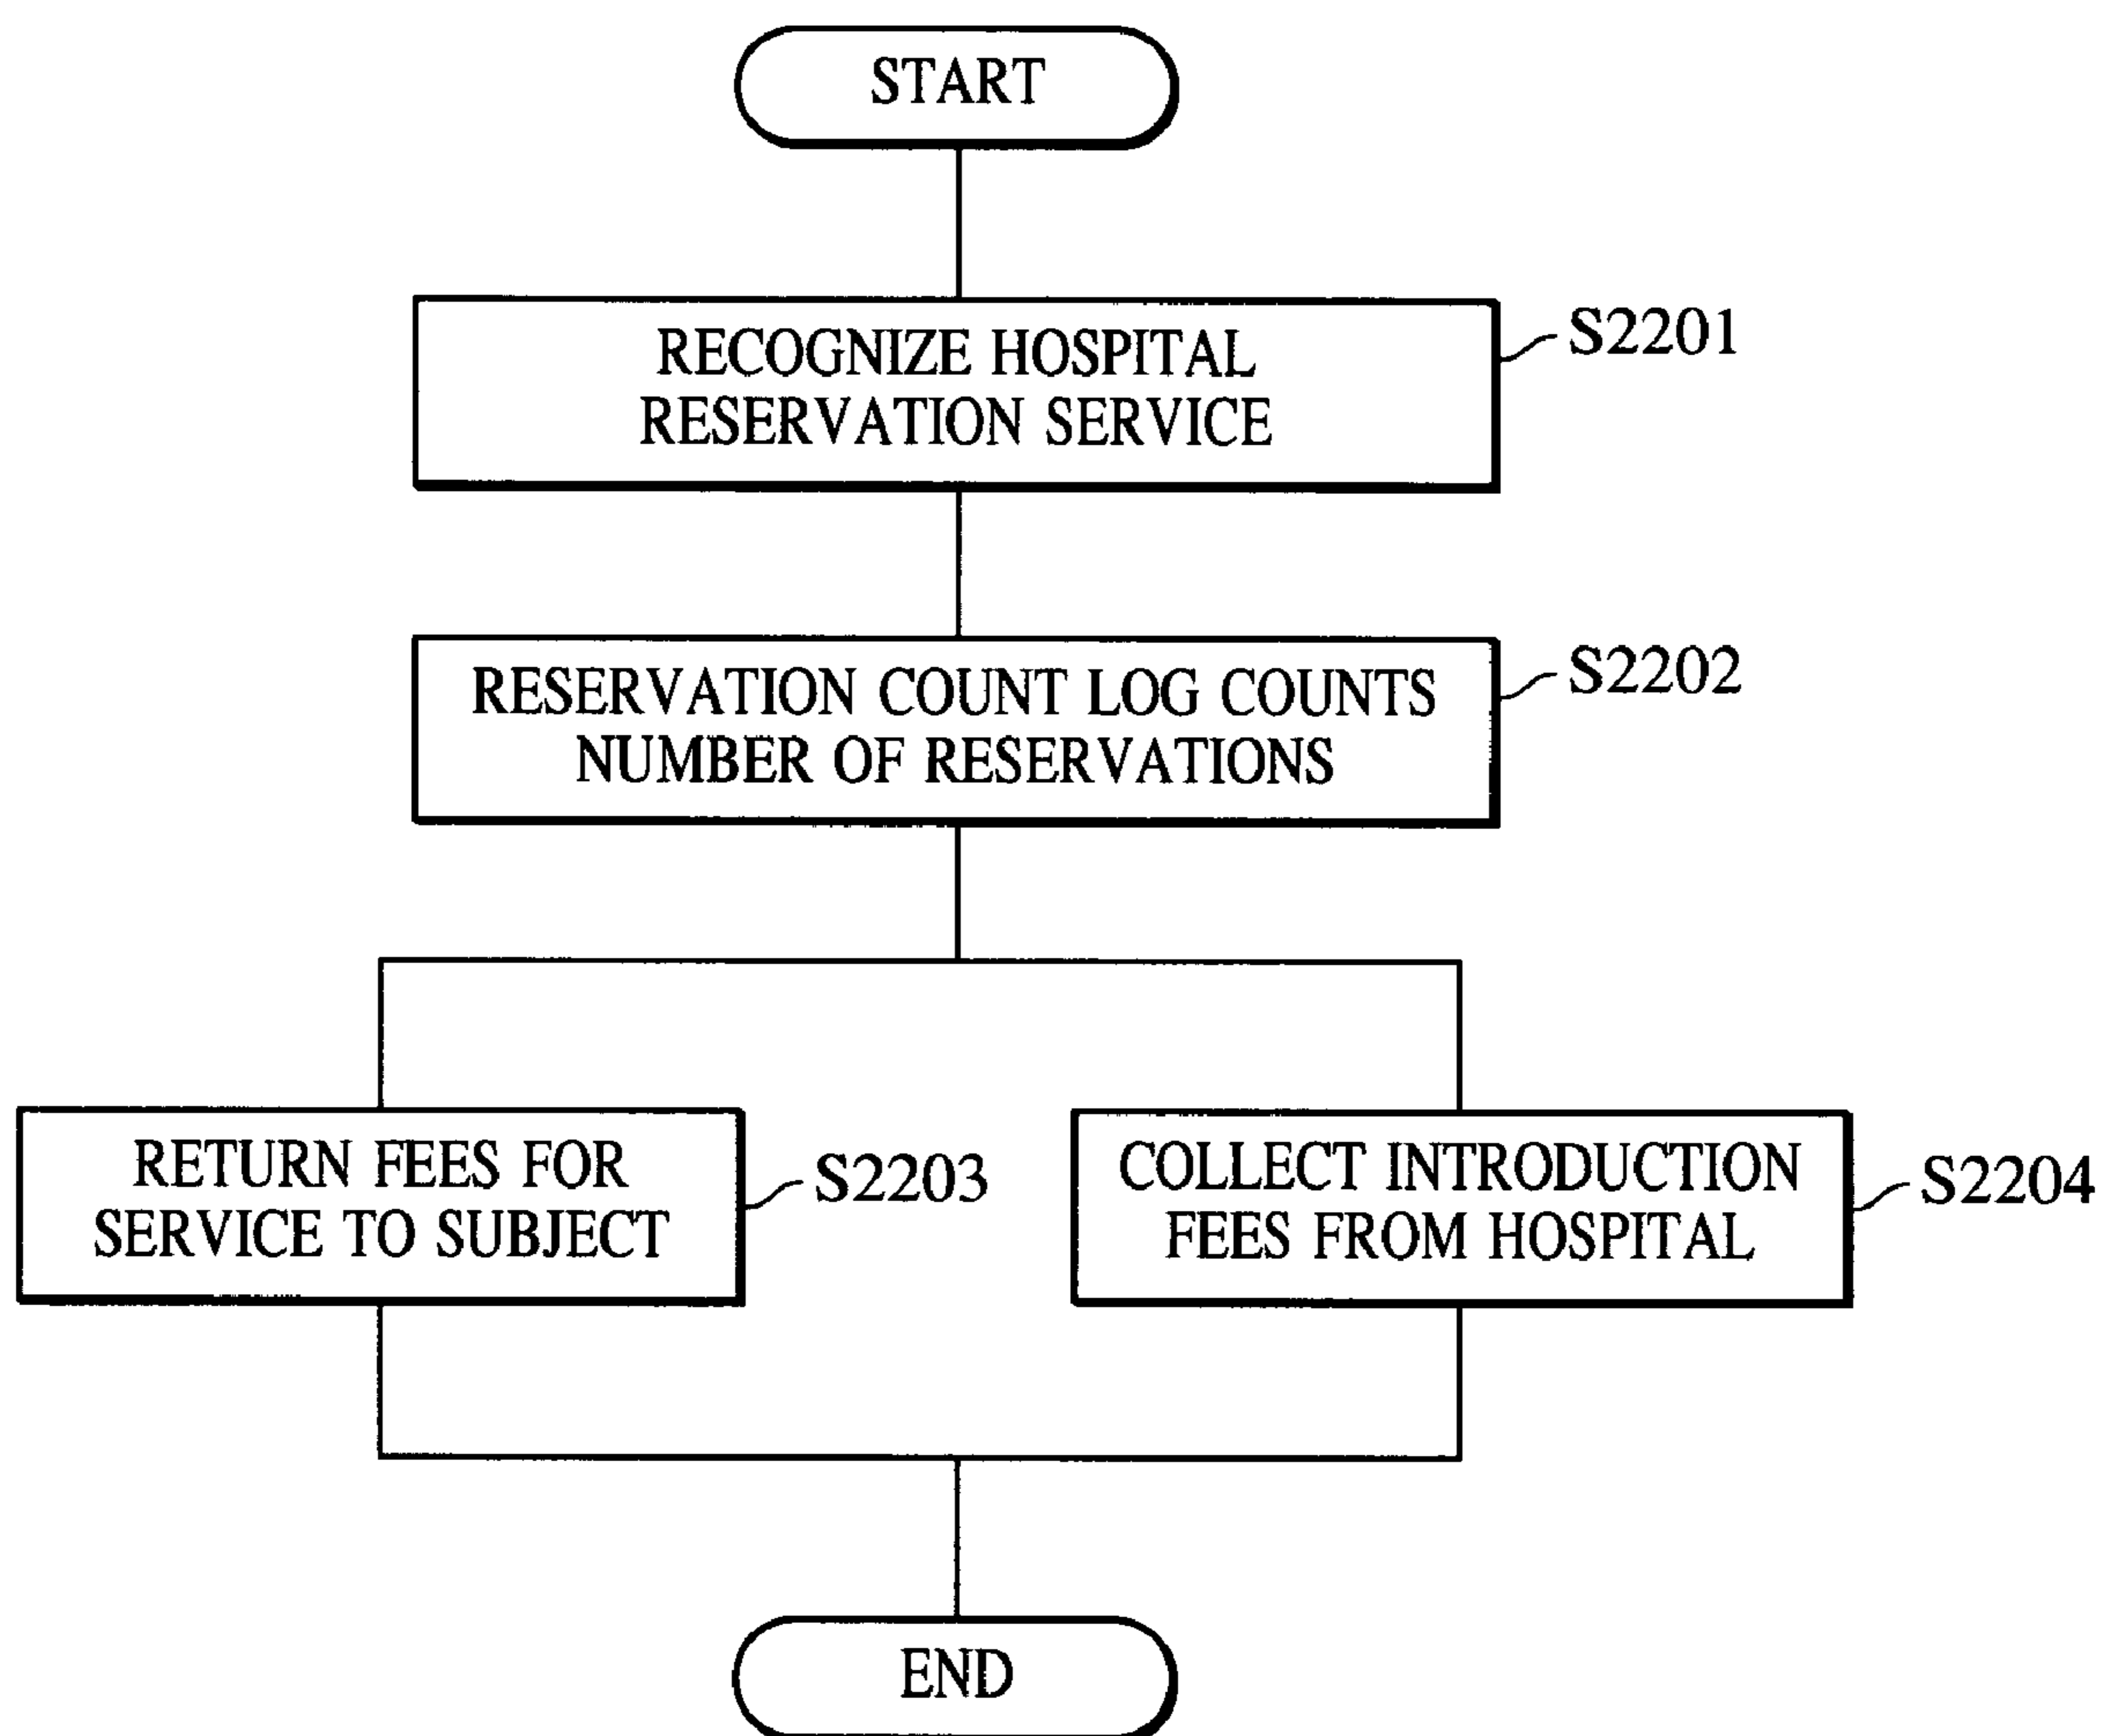 START
RECOGNIZE HOSPITAL
RESERVATION SERVICE
S2201
RESERVATION COUNT LOG COUNTS
NUMBER OF RESERVATIONS
S2202
RETURN FEES FOR
SERVICE TO SUBJECT
S2203
COLLECT INTRODUCTION
FEES FROM HOSPITAL
S2204
END